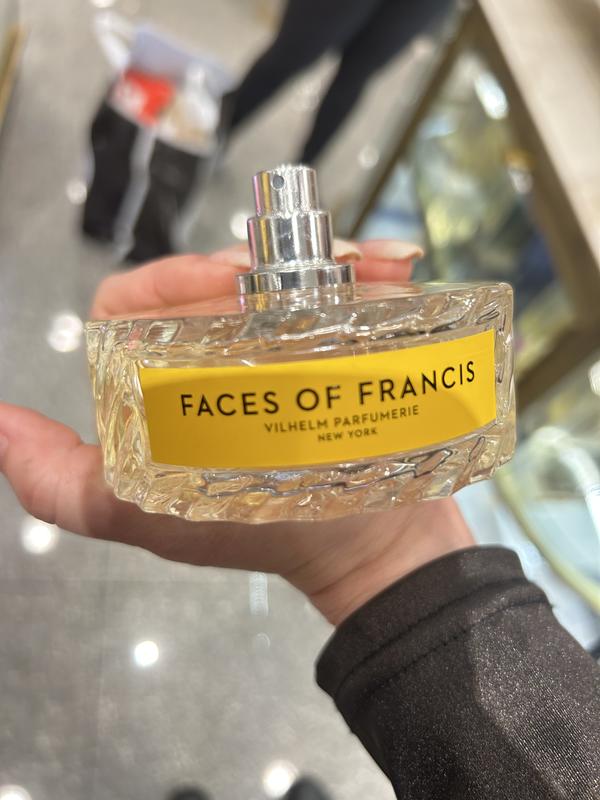 FACES OF FRANCIS
VILHELM PARFUMERIE
NEW YORK